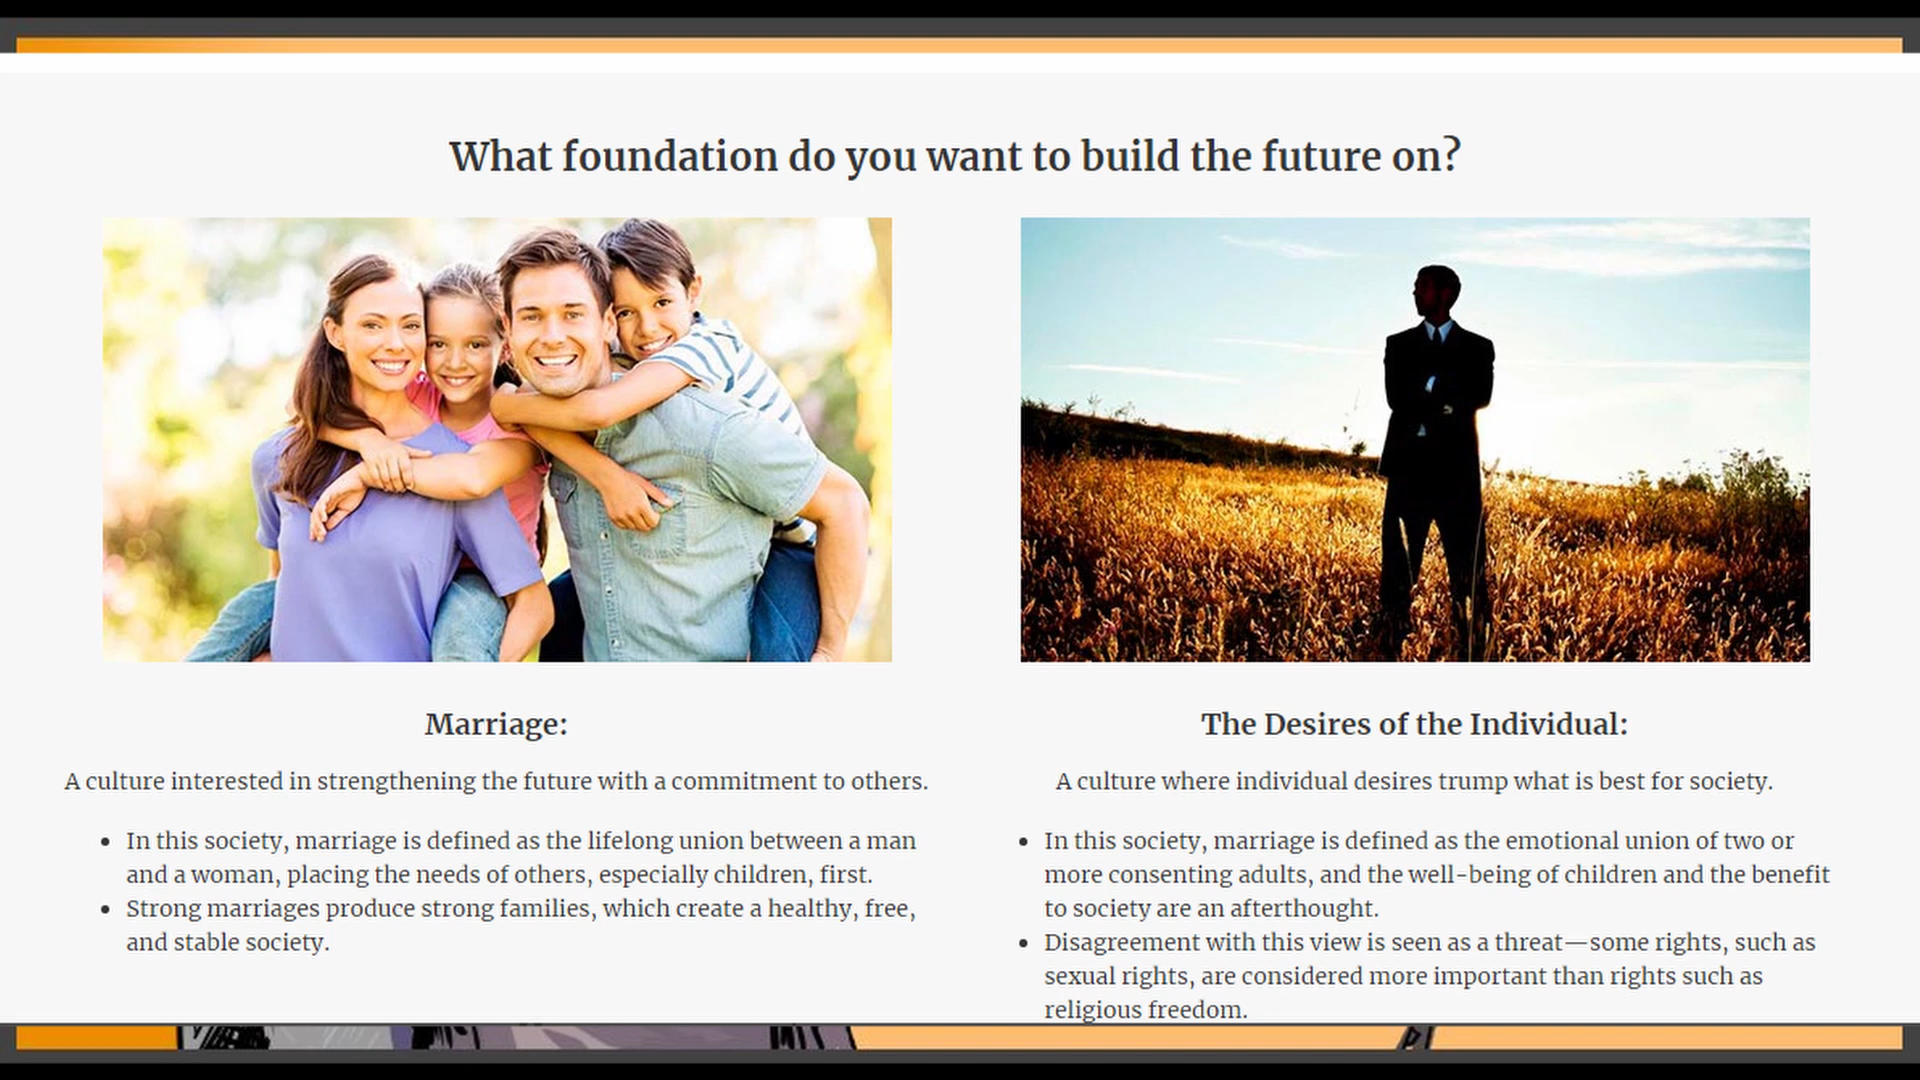 What foundation do you want to build the future on?
Marriage:
A culture interested in strengthening the future with a commitment to others.
• In this society, marriage is defined as the lifelong union between a man
and a woman, placing the needs of others, especially children, first.
• Strong marriages produce strong families, which create a healthy, free,
and stable society.
The Desires of the Individual:
A culture where individual desires trump what is best for society.
• In this society, marriage is defined as the emotional union of two or
more consenting adults, and the well-being of children and the benefit
to society are an afterthought.
• Disagreement with this view is seen as a threat—some rights, such as
sexual rights, are considered more important than rights such as
religious freedom.